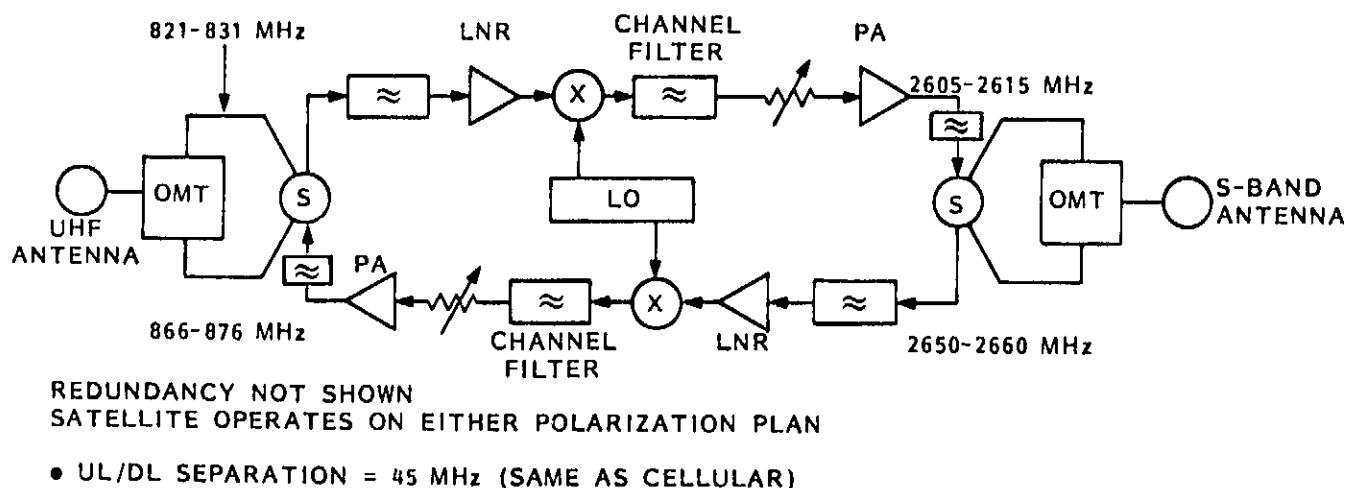 821-831 MHz
LNR
CHANNEL
FILTER
PA
2605-2615 MHz
≈
X
≈
≈
OMT
S
UHF
ANTENNA
LO
S
OMT
S-BAND
ANTENNA
≈
PA
≈
X
≈
866-876 MHz
CHANNEL
FILTER
LNR
2650-2660 MHz
REDUNDANCY NOT SHOWN
SATELLITE OPERATES ON EITHER POLARIZATION PLAN
● UL/DL SEPARATION = 45 MHz (SAME AS CELLULAR)